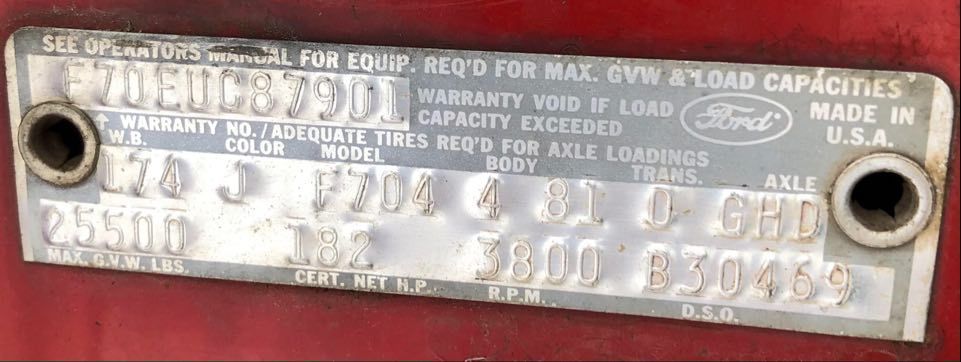 SEE OPERATORS MANUAL FOR EQUIP. REQ'D FOR MAX. GVW & LOAD CAPACITIES
F70EUC87901
WARRANTY VOID IF LOAD
CAPACITY EXCEEDED
Ford
MADE IN
U.S.A.
WARRANTY NO./ADEQUATE TIRES REQ'D FOR AXLE LOADINGS
W.B. COLOR MODEL BODY TRANS. AXLE
174 J F704 4 81 O GHD
25500 182 3800 B30469
MAX. G.V.W. LBS. CERT. NET H.P. R.P.M. D.S.O.